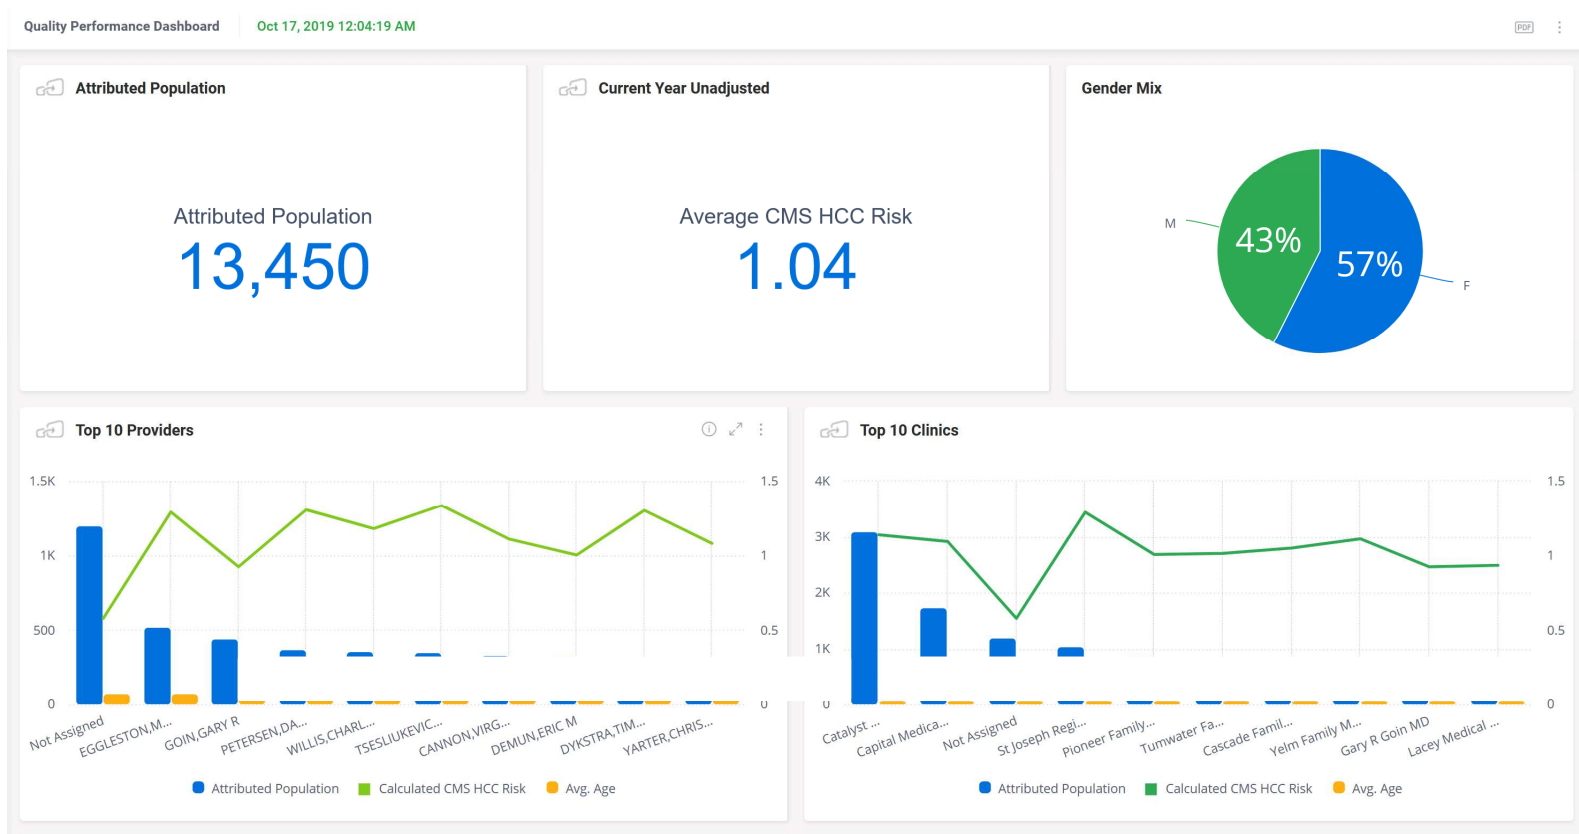 Quality Performance Dashboard
Oct 17, 2019 12:04:19 AM
PDF
Attributed Population
Attributed Population
13,450
Current Year Unadjusted
Average CMS HCC Risk
1.04
Gender Mix
M
43%
57%
F
Top 10 Providers
1.5K
1K
500
0
1.5
1
0.5
0
Not Assigned
EGGLESTON,M...
GOIN,GARY R
PETERSEN,DA...
WILLIS,CHARL...
TSESLIUKEVIC...
CANNON,VIRG...
DEMUN,ERIC M
DYKSTRA,TIM...
YARTER,CHRIS...
Attributed Population
Calculated CMS HCC Risk
Avg. Age
Top 10 Clinics
4K
3K
2K
1K
0
1.5
1
0.5
0
Catalyst ...
Capital Medica...
Not Assigned
St Joseph Regi...
Pioneer Family...
Tumwater Fa...
Cascade Famil...
Yelm Family M...
Gary R Goin MD
Lacey Medical ...
Attributed Population
Calculated CMS HCC Risk
Avg. Age